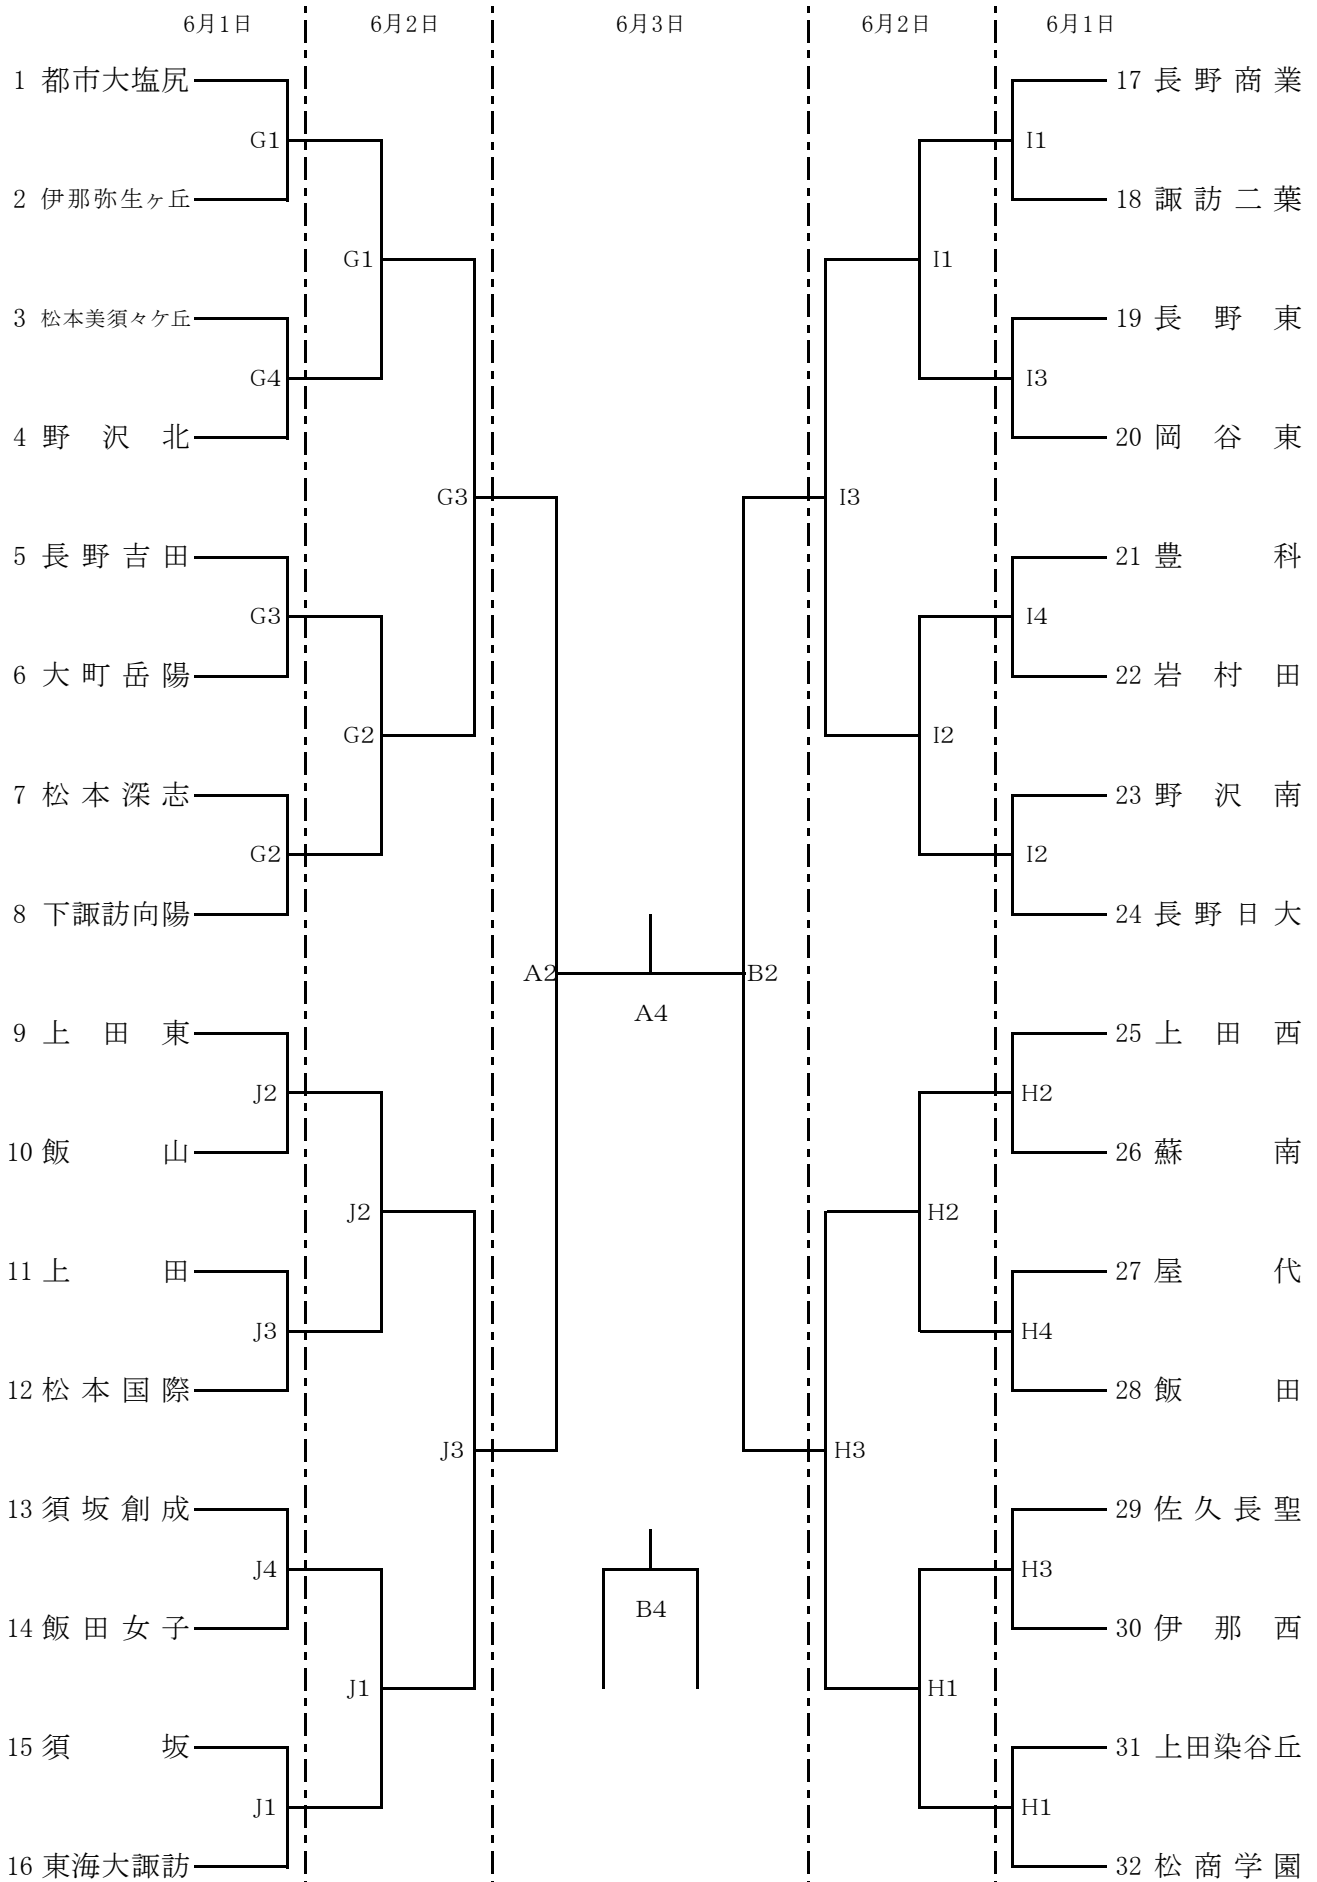 6月1日 6月2日 6月3日 6月2日 6月1日
1 都市大塩尻
G1
2 伊那弥生ヶ丘
G1
3 松本美須々ケ丘
G4
4 野沢北
G3
5 長野吉田
G3
6 大町岳陽
G2
7 松本深志
G2
8 下諏訪向陽
A2
9 上田東
J2
10 飯山
J2
11 上田
J3
12 松本国際
J3
13 須坂創成
J4
14 飯田女子
J1
15 須坂
J1
16 東海大諏訪
A4
B4
17 長野商業
I1
18 諏訪二葉
I1
19 長野東
I3
20 岡谷東
I3
21 豊科
I4
22 岩村田
I2
23 野沢南
I2
24 長野日大
B2
25 上田西
H2
26 蘇南
H2
27 屋代
H4
28 飯田
H3
29 佐久長聖
H3
30 伊那西
H1
31 上田染谷丘
H1
32 松商学園